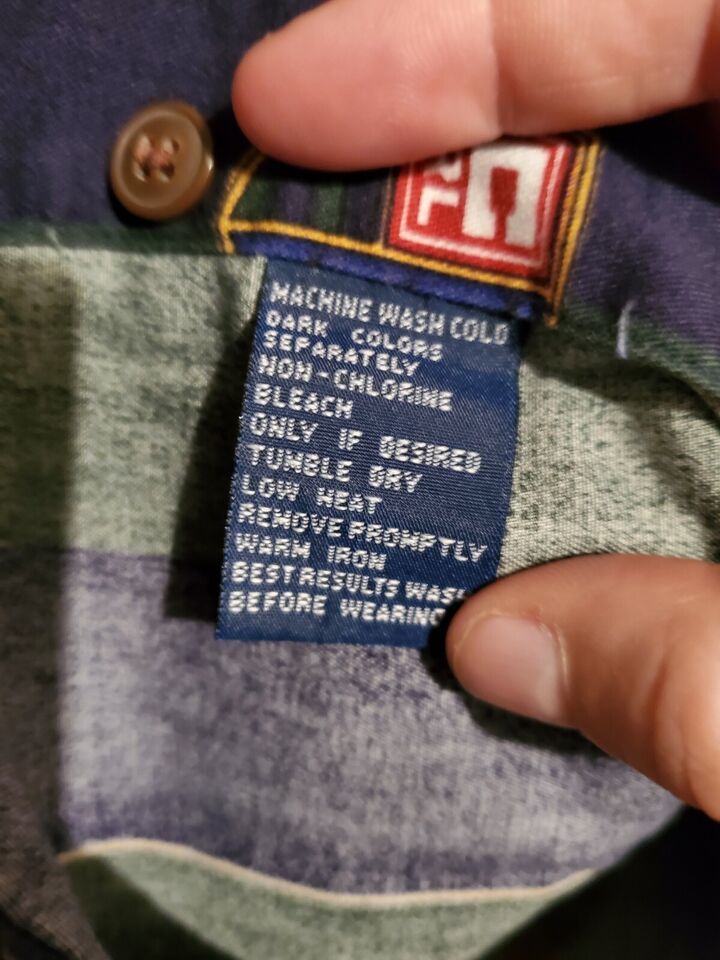 MACHINE WASH COLD
DARK COLORS
SEPARATELY
NON-CHLORINE
BLEACH
ONLY IF DESIRED
TUMBLE DRY
LOW HEAT
REMOVE PROMPTLY
WARM IRON
BEST RESULTS WASH
BEFORE WEARING